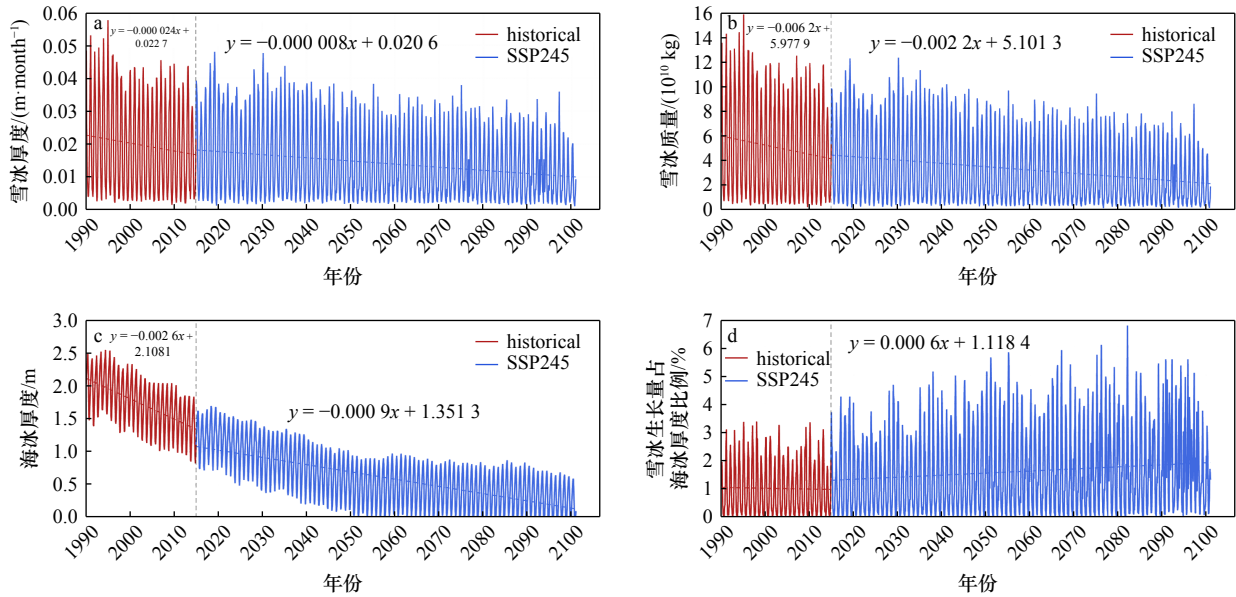 a
y = −0.000 024x +
0.022 7
y = −0.000 008x + 0.020 6
historical
SSP245
雪冰厚度/(m·month⁻¹)
0.06
0.05
0.04
0.03
0.02
0.01
0.00
1990
2000
2010
2020
2030
2040
2050
2060
2070
2080
2090
2100
年份
b
y = −0.006 2x +
5.977 9
y = −0.002 2x + 5.101 3
historical
SSP245
雪冰质量/(10¹⁰ kg)
16
14
12
10
8
6
4
2
0
1990
2000
2010
2020
2030
2040
2050
2060
2070
2080
2090
2100
年份
c
y = −0.002 6x +
2.1081
y = −0.000 9x + 1.351 3
historical
SSP245
海冰厚度/m
3.0
2.5
2.0
1.5
1.0
0.5
0.0
1990
2000
2010
2020
2030
2040
2050
2060
2070
2080
2090
2100
年份
d
y = 0.000 6x + 1.118 4
historical
SSP245
雪冰生长量占
海冰厚度比例/%
7
6
5
4
3
2
1
0
1990
2000
2010
2020
2030
2040
2050
2060
2070
2080
2090
2100
年份